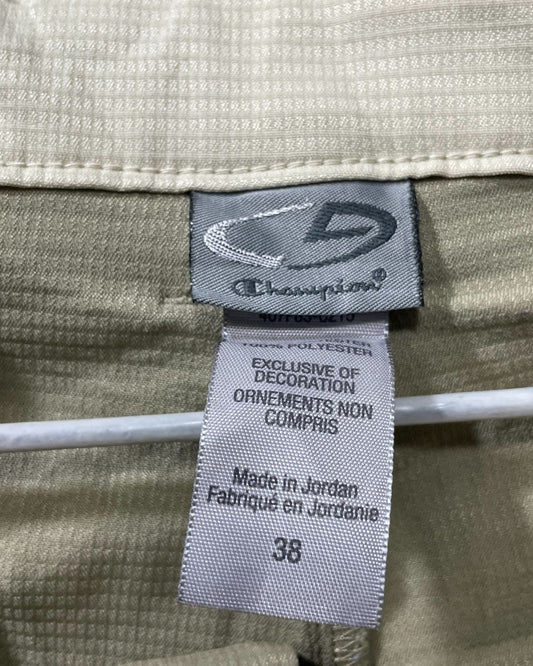 Champion®
100% POLYESTER
EXCLUSIVE OF
DECORATION
ORNEMENTS NON
COMPRIS
Made in Jordan
Fabriqué en Jordanie
38